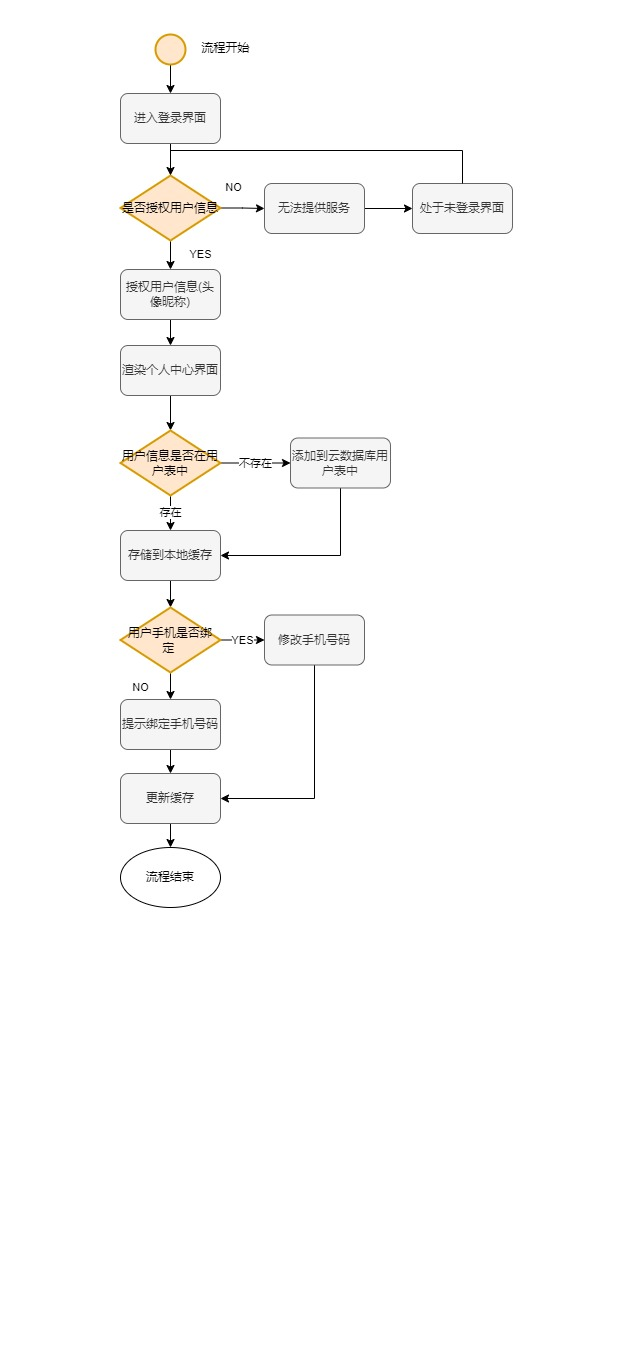 流程开始
进入登录界面
是否授权用户信息
NO
无法提供服务
处于未登录界面
YES
授权用户信息(头
像昵称)
渲染个人中心界面
用户信息是否在用
户表中
不存在
添加到云数据库用
户表中
存在
存储到本地缓存
用户手机是否绑
定
YES
修改手机号码
NO
提示绑定手机号码
更新缓存
流程结束